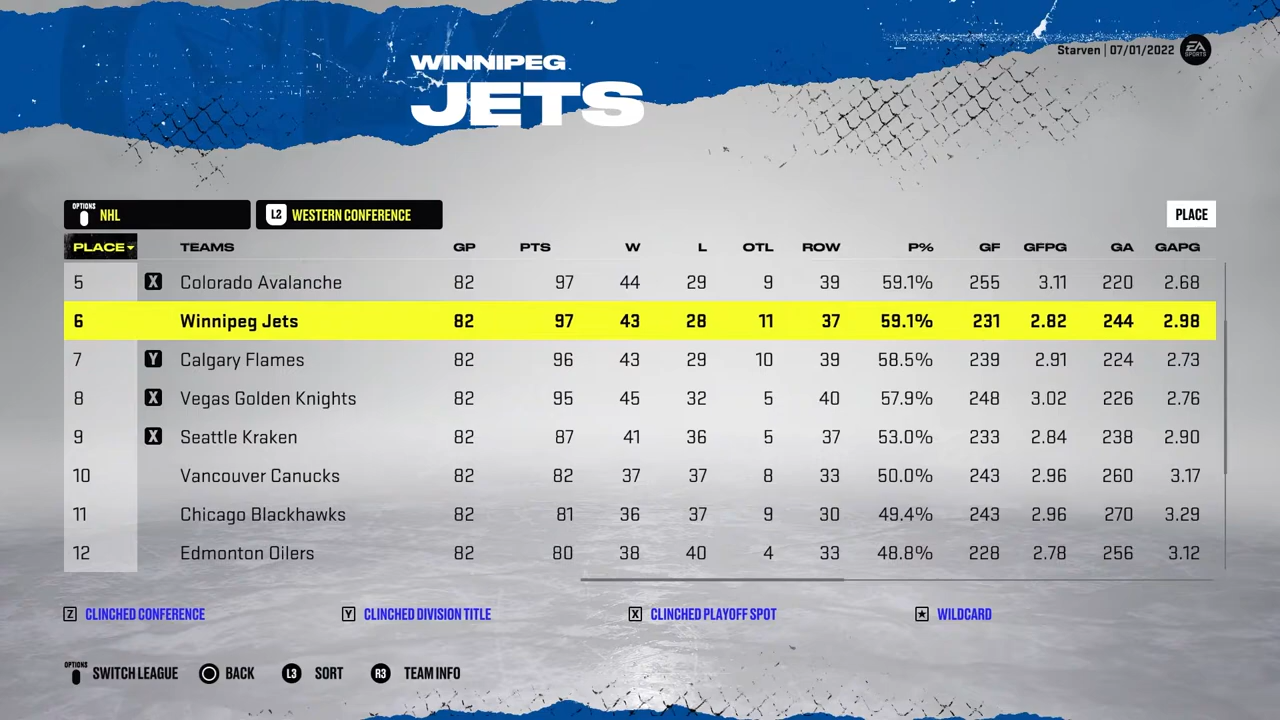 WINNIPEG
JETS
Starven | 07/01/2022
EA
SPORTS
OPTIONS NHL
L2 WESTERN CONFERENCE
PLACE
PLACE TEAMS GP PTS W L OTL ROW P% GF GFPG GA GAPG
5 X Colorado Avalanche 82 97 44 29 9 39 59.1% 255 3.11 220 2.68
6 Winnipeg Jets 82 97 43 28 11 37 59.1% 231 2.82 244 2.98
7 Y Calgary Flames 82 96 43 29 10 39 58.5% 239 2.91 224 2.73
8 X Vegas Golden Knights 82 95 45 32 5 40 57.9% 248 3.02 226 2.76
9 X Seattle Kraken 82 87 41 36 5 37 53.0% 233 2.84 238 2.90
10 Vancouver Canucks 82 82 37 37 8 33 50.0% 243 2.96 260 3.17
11 Chicago Blackhawks 82 81 36 37 9 30 49.4% 243 2.96 270 3.29
12 Edmonton Oilers 82 80 38 40 4 33 48.8% 228 2.78 256 3.12
Z CLINCHED CONFERENCE Y CLINCHED DIVISION TITLE X CLINCHED PLAYOFF SPOT ★ WILDCARD
OPTIONS SWITCH LEAGUE BACK L3 SORT R3 TEAM INFO